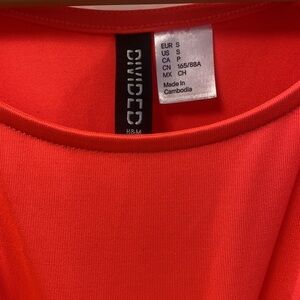 DIVIDED
H&M
EUR S
US S
CA P
CN 165/88A
MX CH
Made in
Cambodia